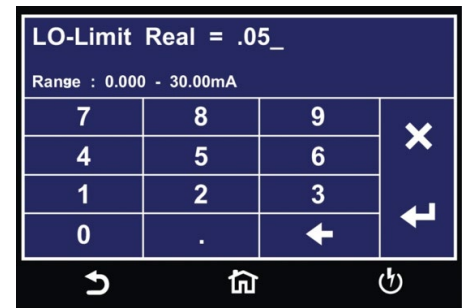 LO-Limit Real = .05_
Range : 0.000 - 30.00mA
7 8 9
4 5 6
1 2 3
0 .